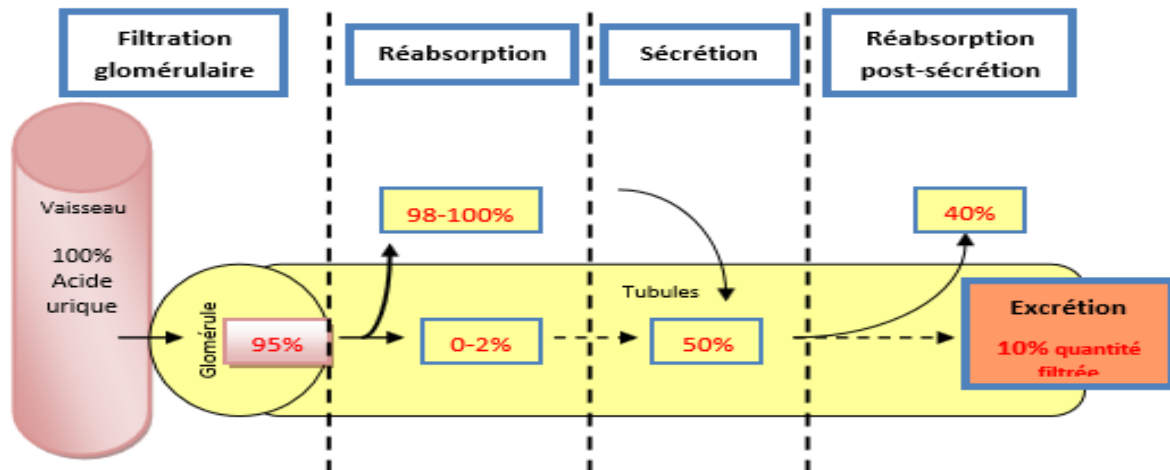 Filtration
glomérulaire
Réabsorption
Sécrétion
Réabsorption
post-sécrétion
Vaisseau
100%
Acide
urique
Glomérule
95%
98-100%
0-2%
Tubules
50%
40%
Excrétion
10% quantité
filtrée